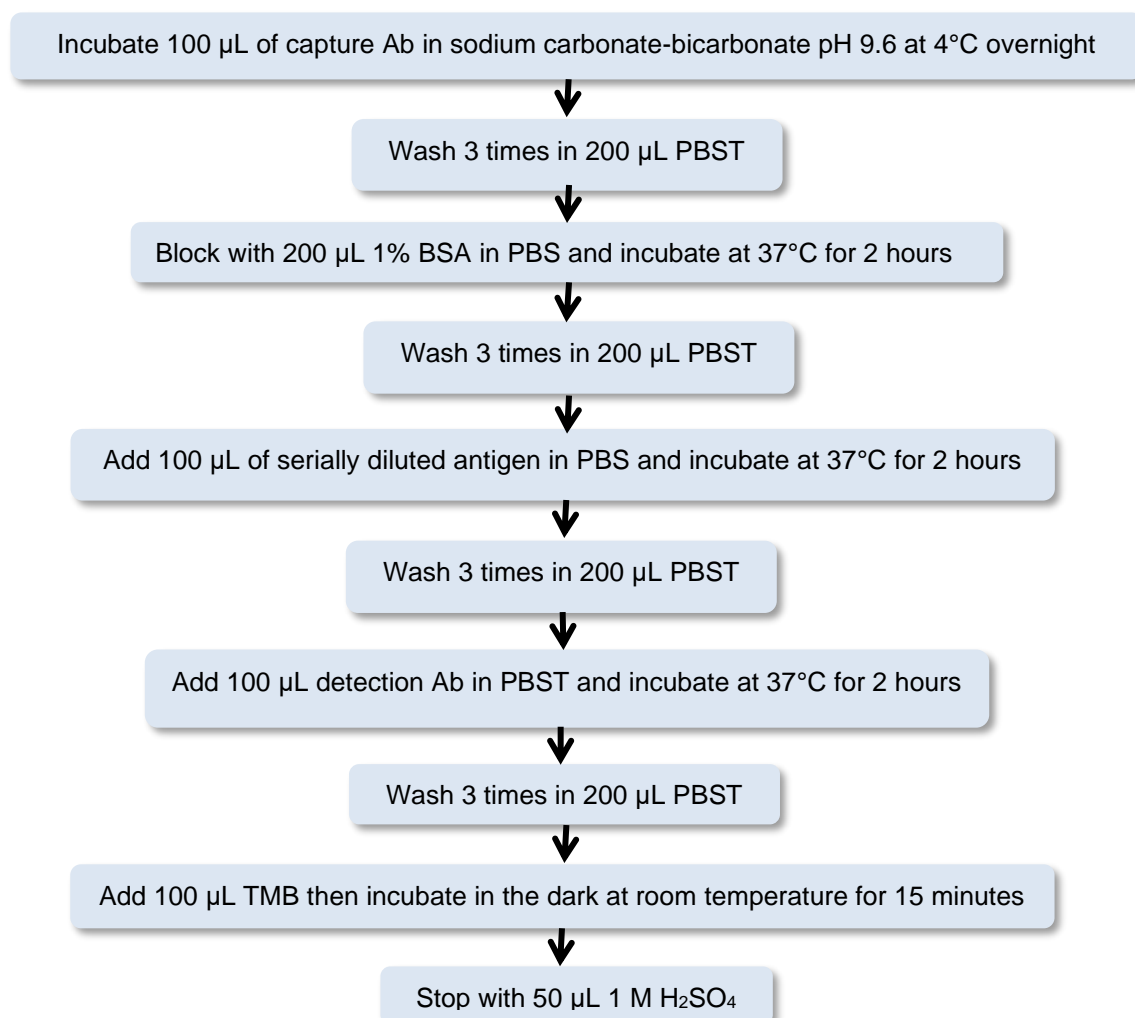 Incubate 100 µL of capture Ab in sodium carbonate-bicarbonate pH 9.6 at 4°C overnight
Wash 3 times in 200 µL PBST
Block with 200 µL 1% BSA in PBS and incubate at 37°C for 2 hours
Wash 3 times in 200 µL PBST
Add 100 µL of serially diluted antigen in PBS and incubate at 37°C for 2 hours
Wash 3 times in 200 µL PBST
Add 100 µL detection Ab in PBST and incubate at 37°C for 2 hours
Wash 3 times in 200 µL PBST
Add 100 µL TMB then incubate in the dark at room temperature for 15 minutes
Stop with 50 µL 1 M H₂SO₄